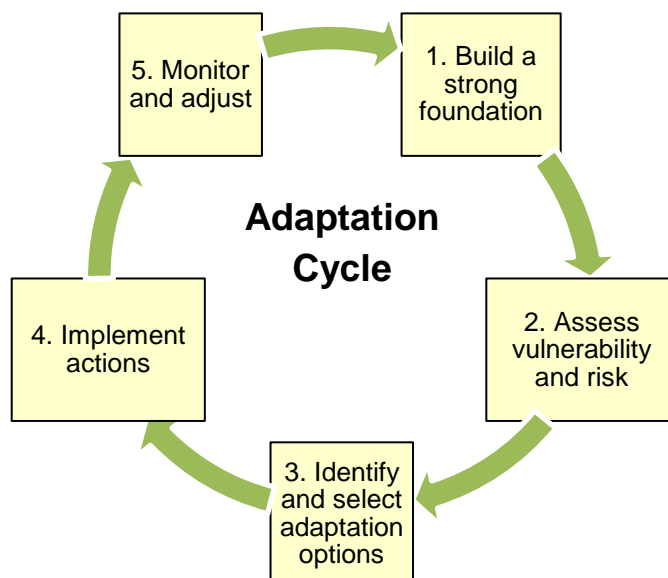 Adaptation
Cycle
1. Build a
strong
foundation
2. Assess
vulnerability
and risk
3. Identify
and select
adaptation
options
4. Implement
actions
5. Monitor
and adjust